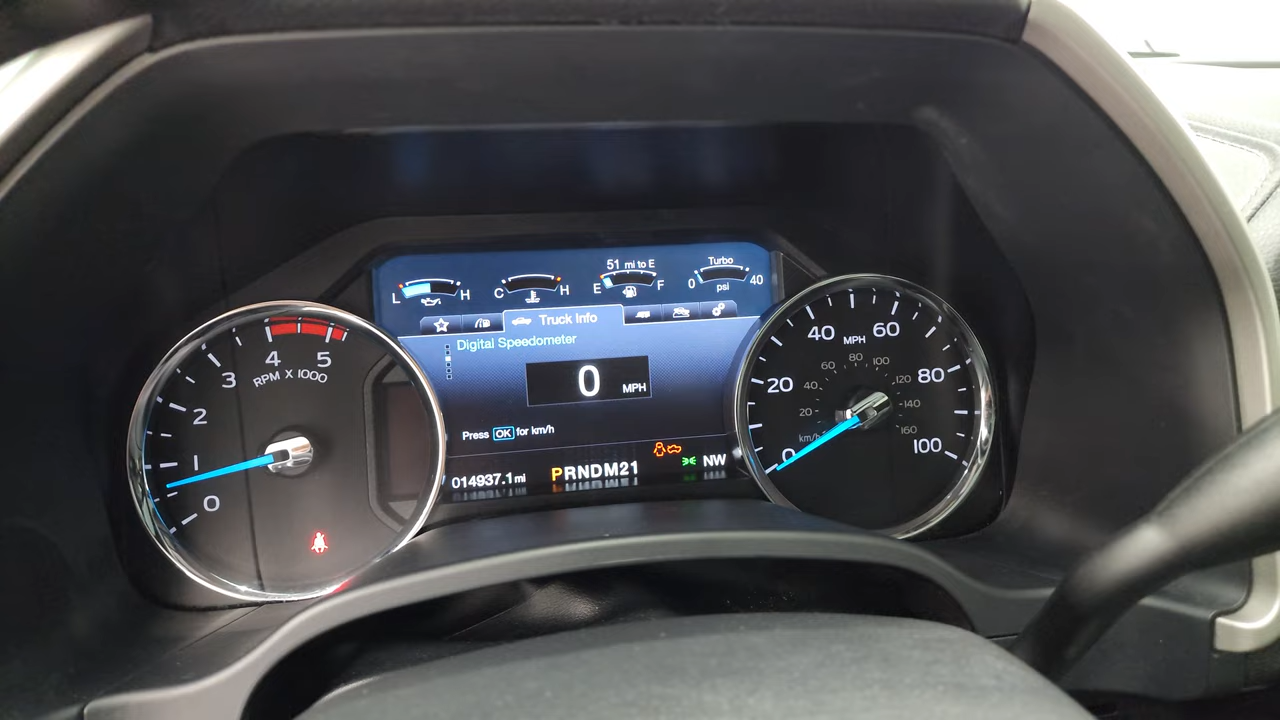 51 mi to E
Turbo
L H
C H
E F
0 40
psi
Truck Info
Digital Speedometer
0 MPH
Press OK for km/h
014937.1 mi
PRNDM21
NW
0
1
2
3
4
5
RPM X 1000
0
20
40
60
80
100
MPH
km/h
20
40
60
80
100
120
140
160